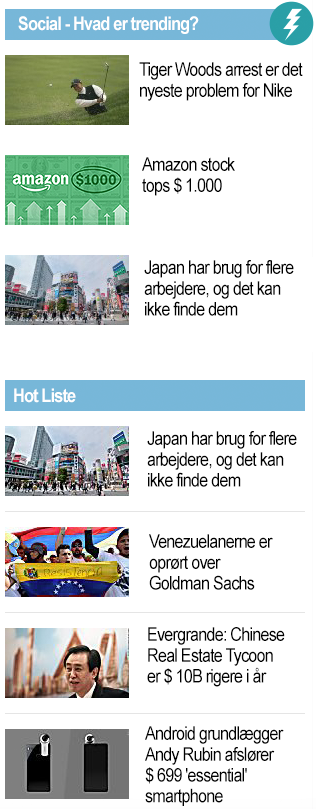 Social - Hvad er trending?
Tiger Woods arrest er det
nyeste problem for Nike
amazon $1000
Amazon stock
tops $ 1.000
Japan har brug for flere
arbejdere, og det kan
ikke finde dem
Hot Liste
Japan har brug for flere
arbejdere, og det kan
ikke finde dem
Venezuelanerne er
oprørt over
Goldman Sachs
Evergrande: Chinese
Real Estate Tycoon
er $ 10B rigere i år
Android grundlægger
Andy Rubin afslører
$ 699 'essential'
smartphone